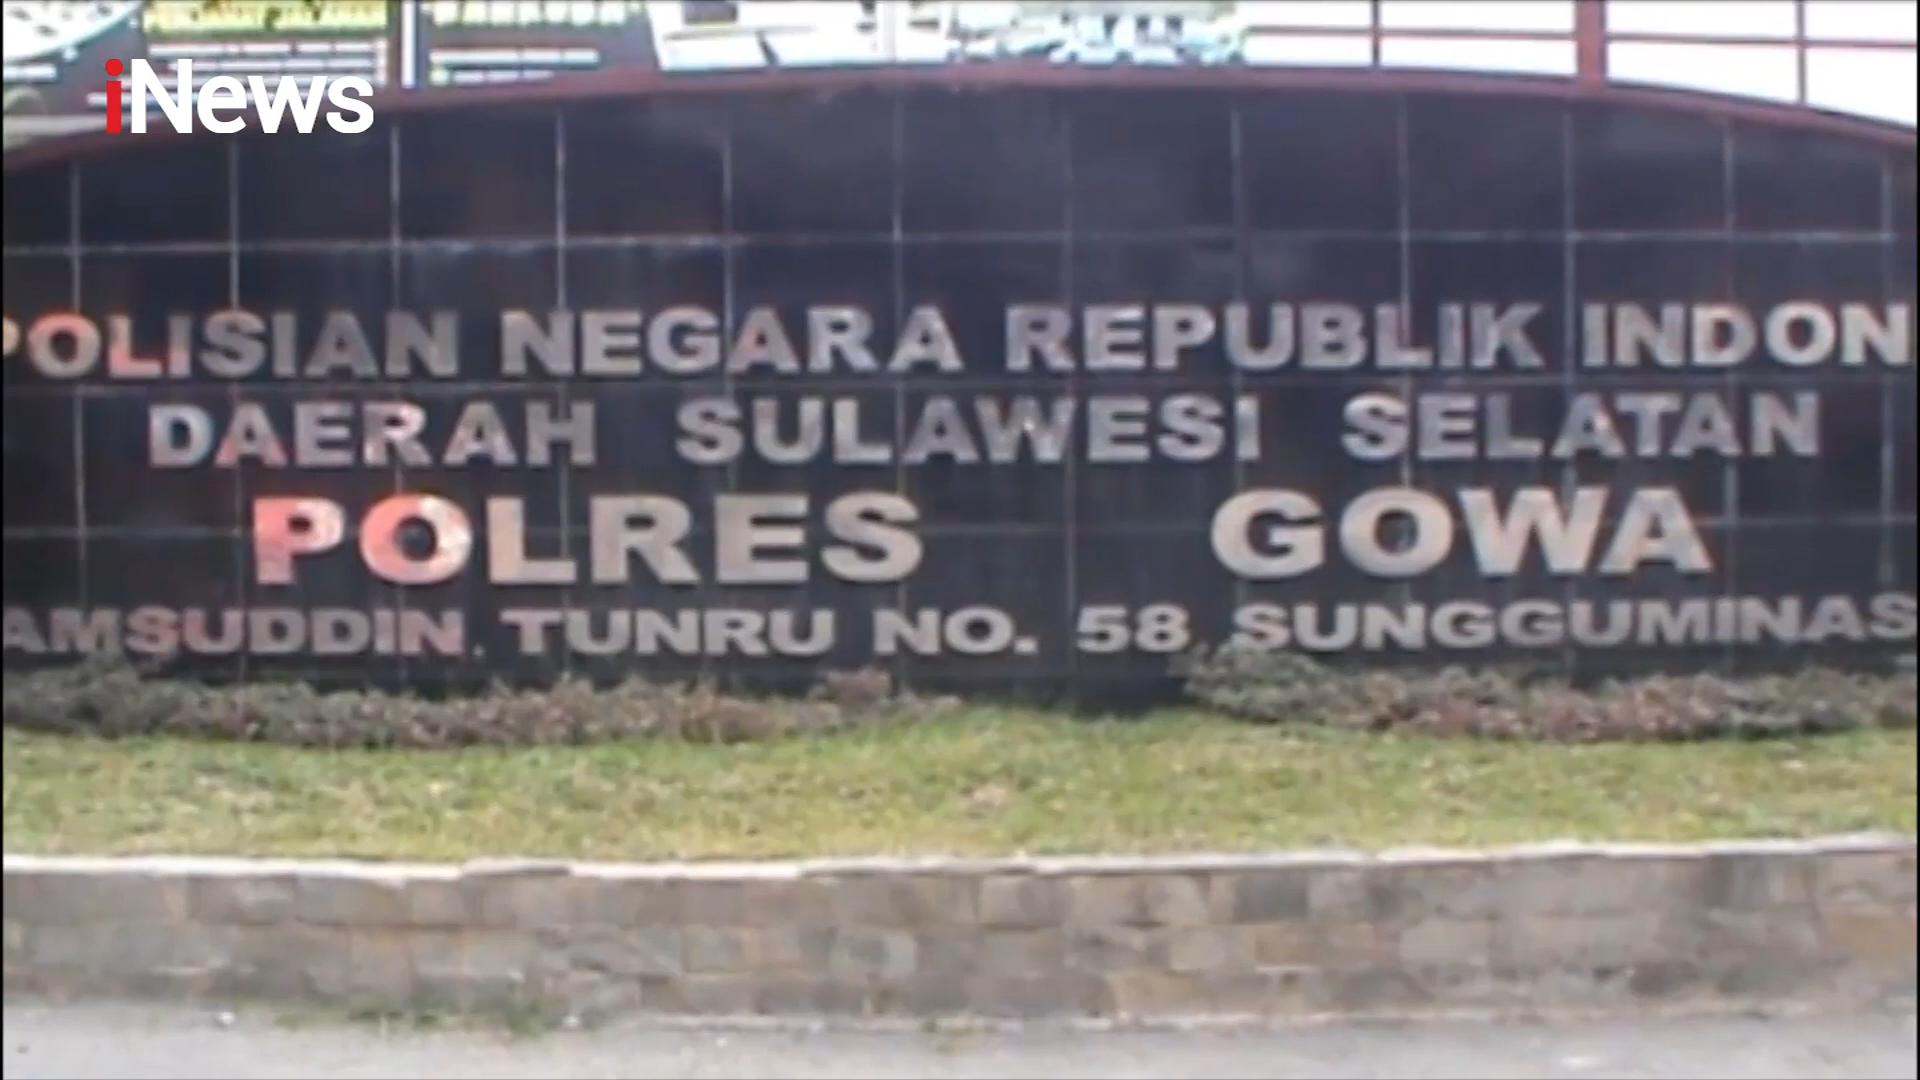 iNews
POLISIAN NEGARA REPUBLIK INDON
DAERAH SULAWESI SELATAN
POLRES GOWA
AMSUDDIN. TUNRU NO. 58 SUNGGUMINAS